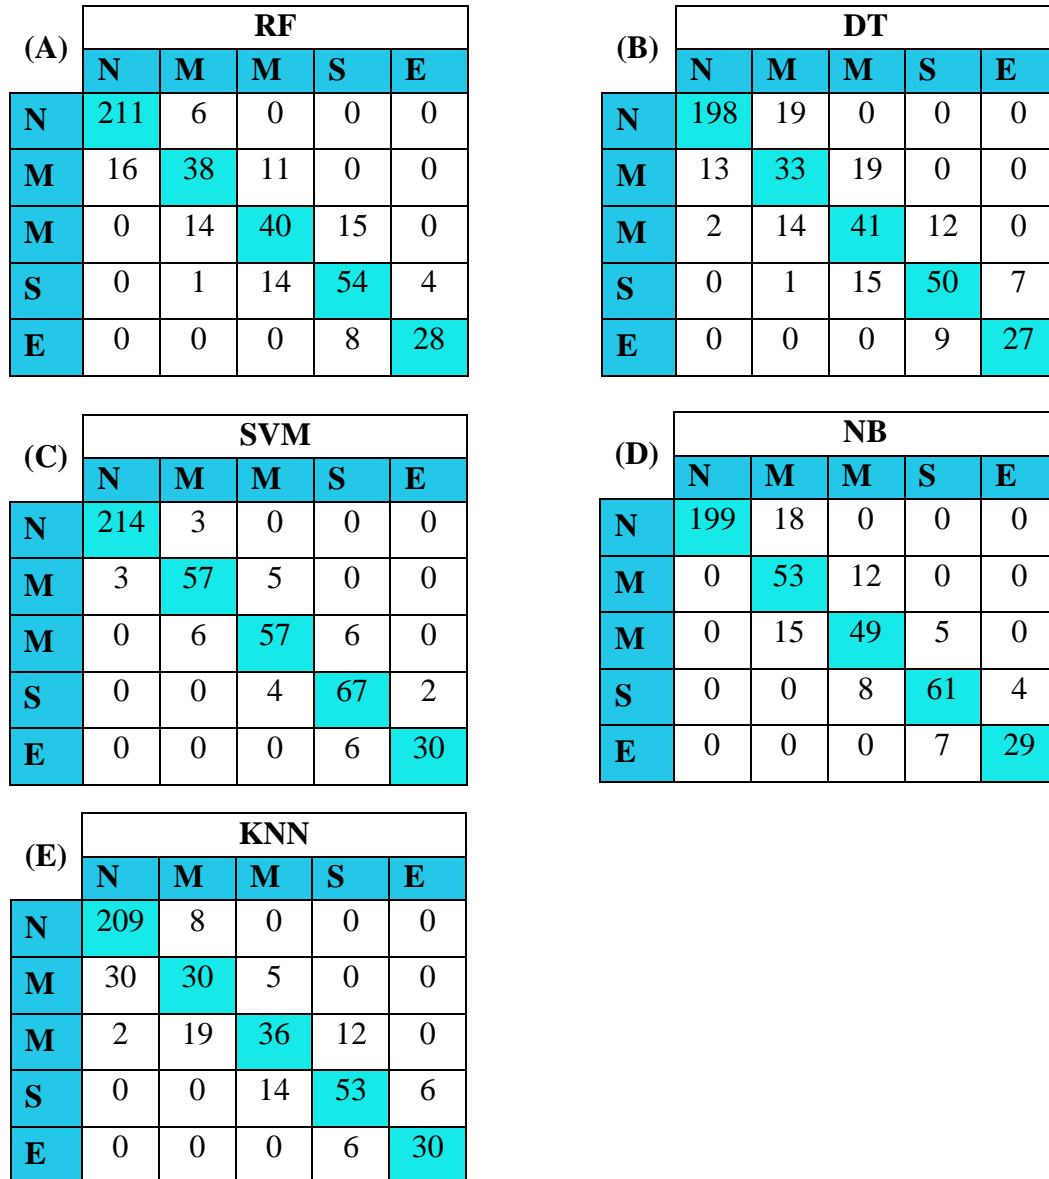 (A) RF
N M M S E
N 211 6 0 0 0
M 16 38 11 0 0
M 0 14 40 15 0
S 0 1 14 54 4
E 0 0 0 8 28
(B) DT
N M M S E
N 198 19 0 0 0
M 13 33 19 0 0
M 2 14 41 12 0
S 0 1 15 50 7
E 0 0 0 9 27
(C) SVM
N M M S E
N 214 3 0 0 0
M 3 57 5 0 0
M 0 6 57 6 0
S 0 0 4 67 2
E 0 0 0 6 30
(D) NB
N M M S E
N 199 18 0 0 0
M 0 53 12 0 0
M 0 15 49 5 0
S 0 0 8 61 4
E 0 0 0 7 29
(E) KNN
N M M S E
N 209 8 0 0 0
M 30 30 5 0 0
M 2 19 36 12 0
S 0 0 14 53 6
E 0 0 0 6 30